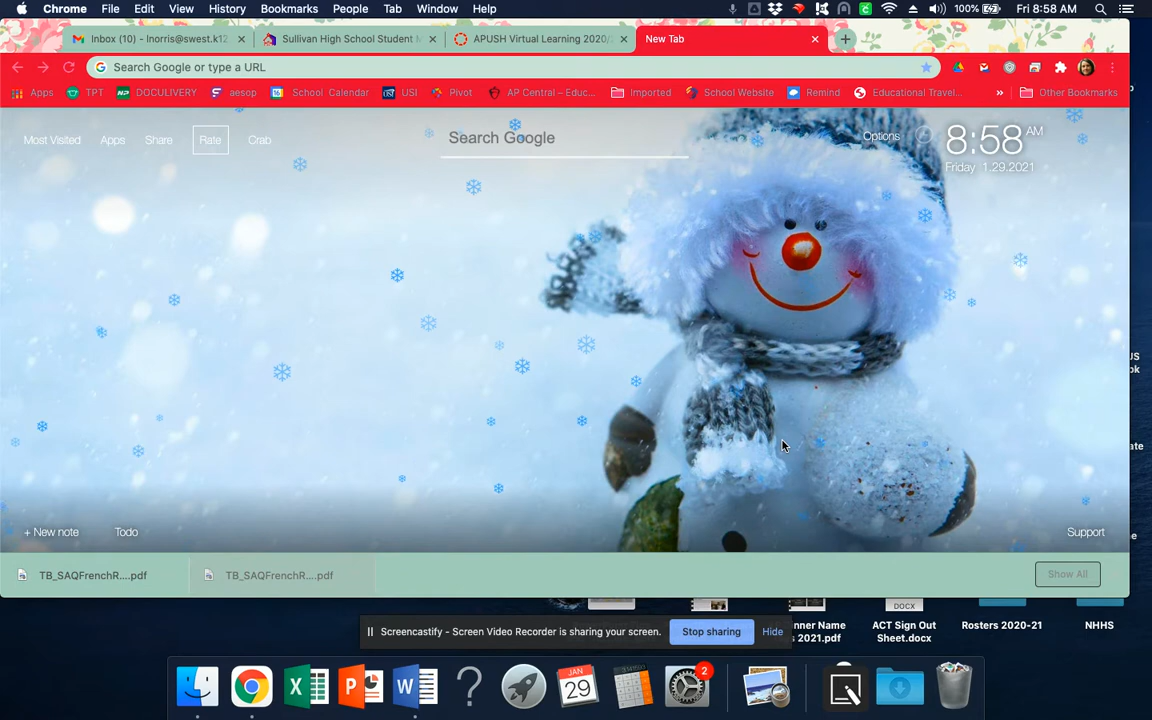 Chrome File Edit View History Bookmarks People Tab Window Help 100% Fri 8:58 AM
Inbox (10) - lnorris@swest.k12 Sullivan High School Student M APUSH Virtual Learning 2020/2 New Tab
Search Google or type a URL
Apps TPT DOCULIVERY aesop School Calendar USI Pivot AP Central – Educ... Imported School Website Remind Educational Travel... » Other Bookmarks
Most Visited Apps Share Rate Crab Search Google Options 8:58 AM
Friday 1.29.2021
US
ok
ate
+ New note Todo Support
TB_SAQFrenchR....pdf TB_SAQFrenchR....pdf Show All
DOCX
Screencastify - Screen Video Recorder is sharing your screen. Stop sharing Hide
nner Name ACT Sign Out Rosters 2020-21 NHHS
s 2021.pdf Sheet.docx
JAN
29
2